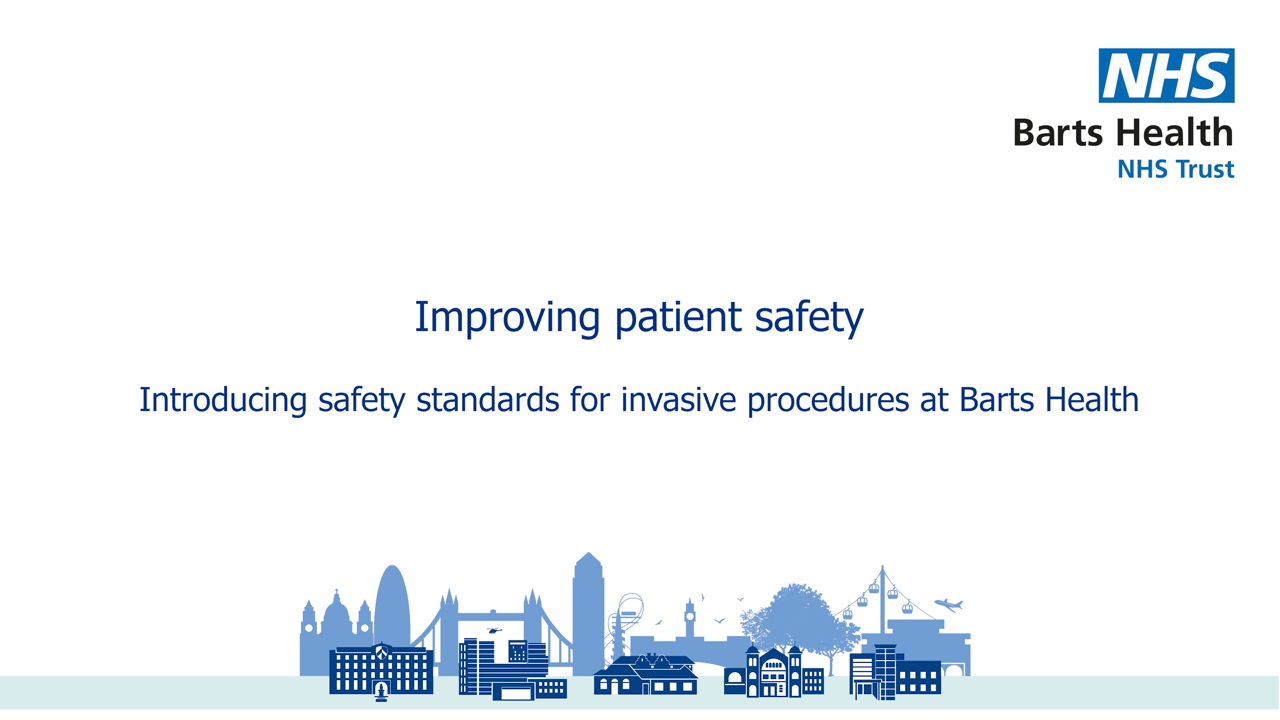 NHS
Barts Health
NHS Trust
Improving patient safety
Introducing safety standards for invasive procedures at Barts Health